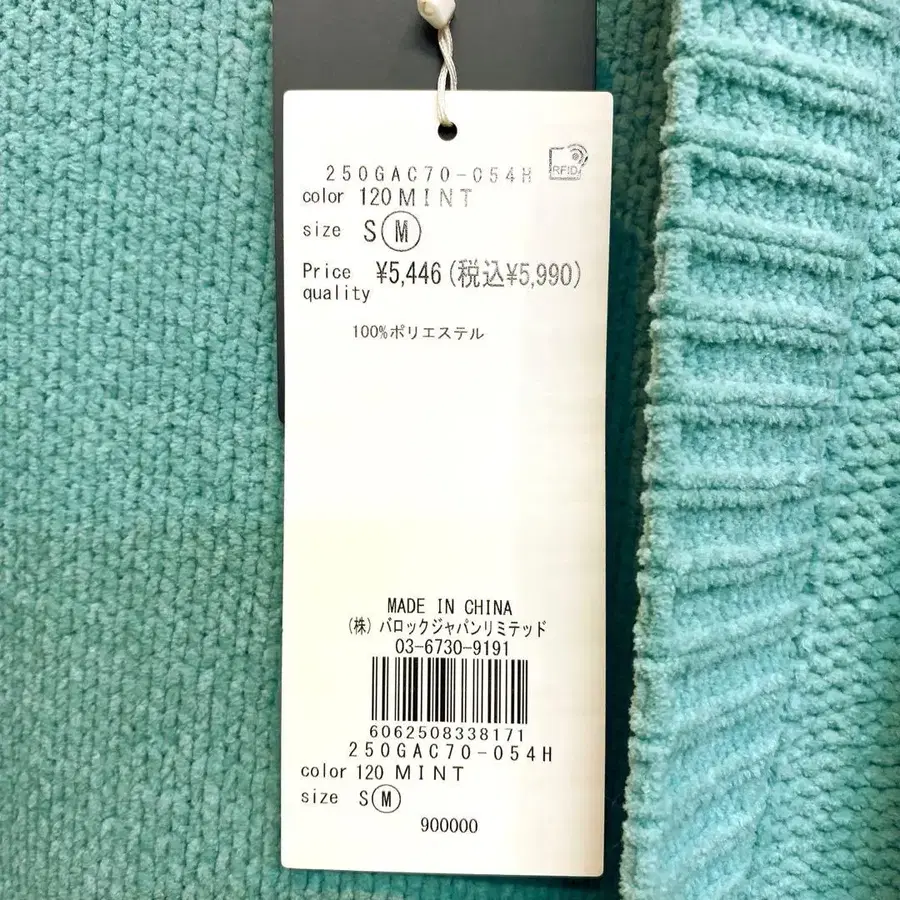 250GAC70-054H
RFID
color 120 MINT
size S M
Price ¥5,446 (税込¥5,990)
quality
100%ポリエステル
MADE IN CHINA
(株) バロックジャパンリミテッド
03-6730-9191
6062508338171
250GAC70-054H
color 120 MINT
size S M
900000